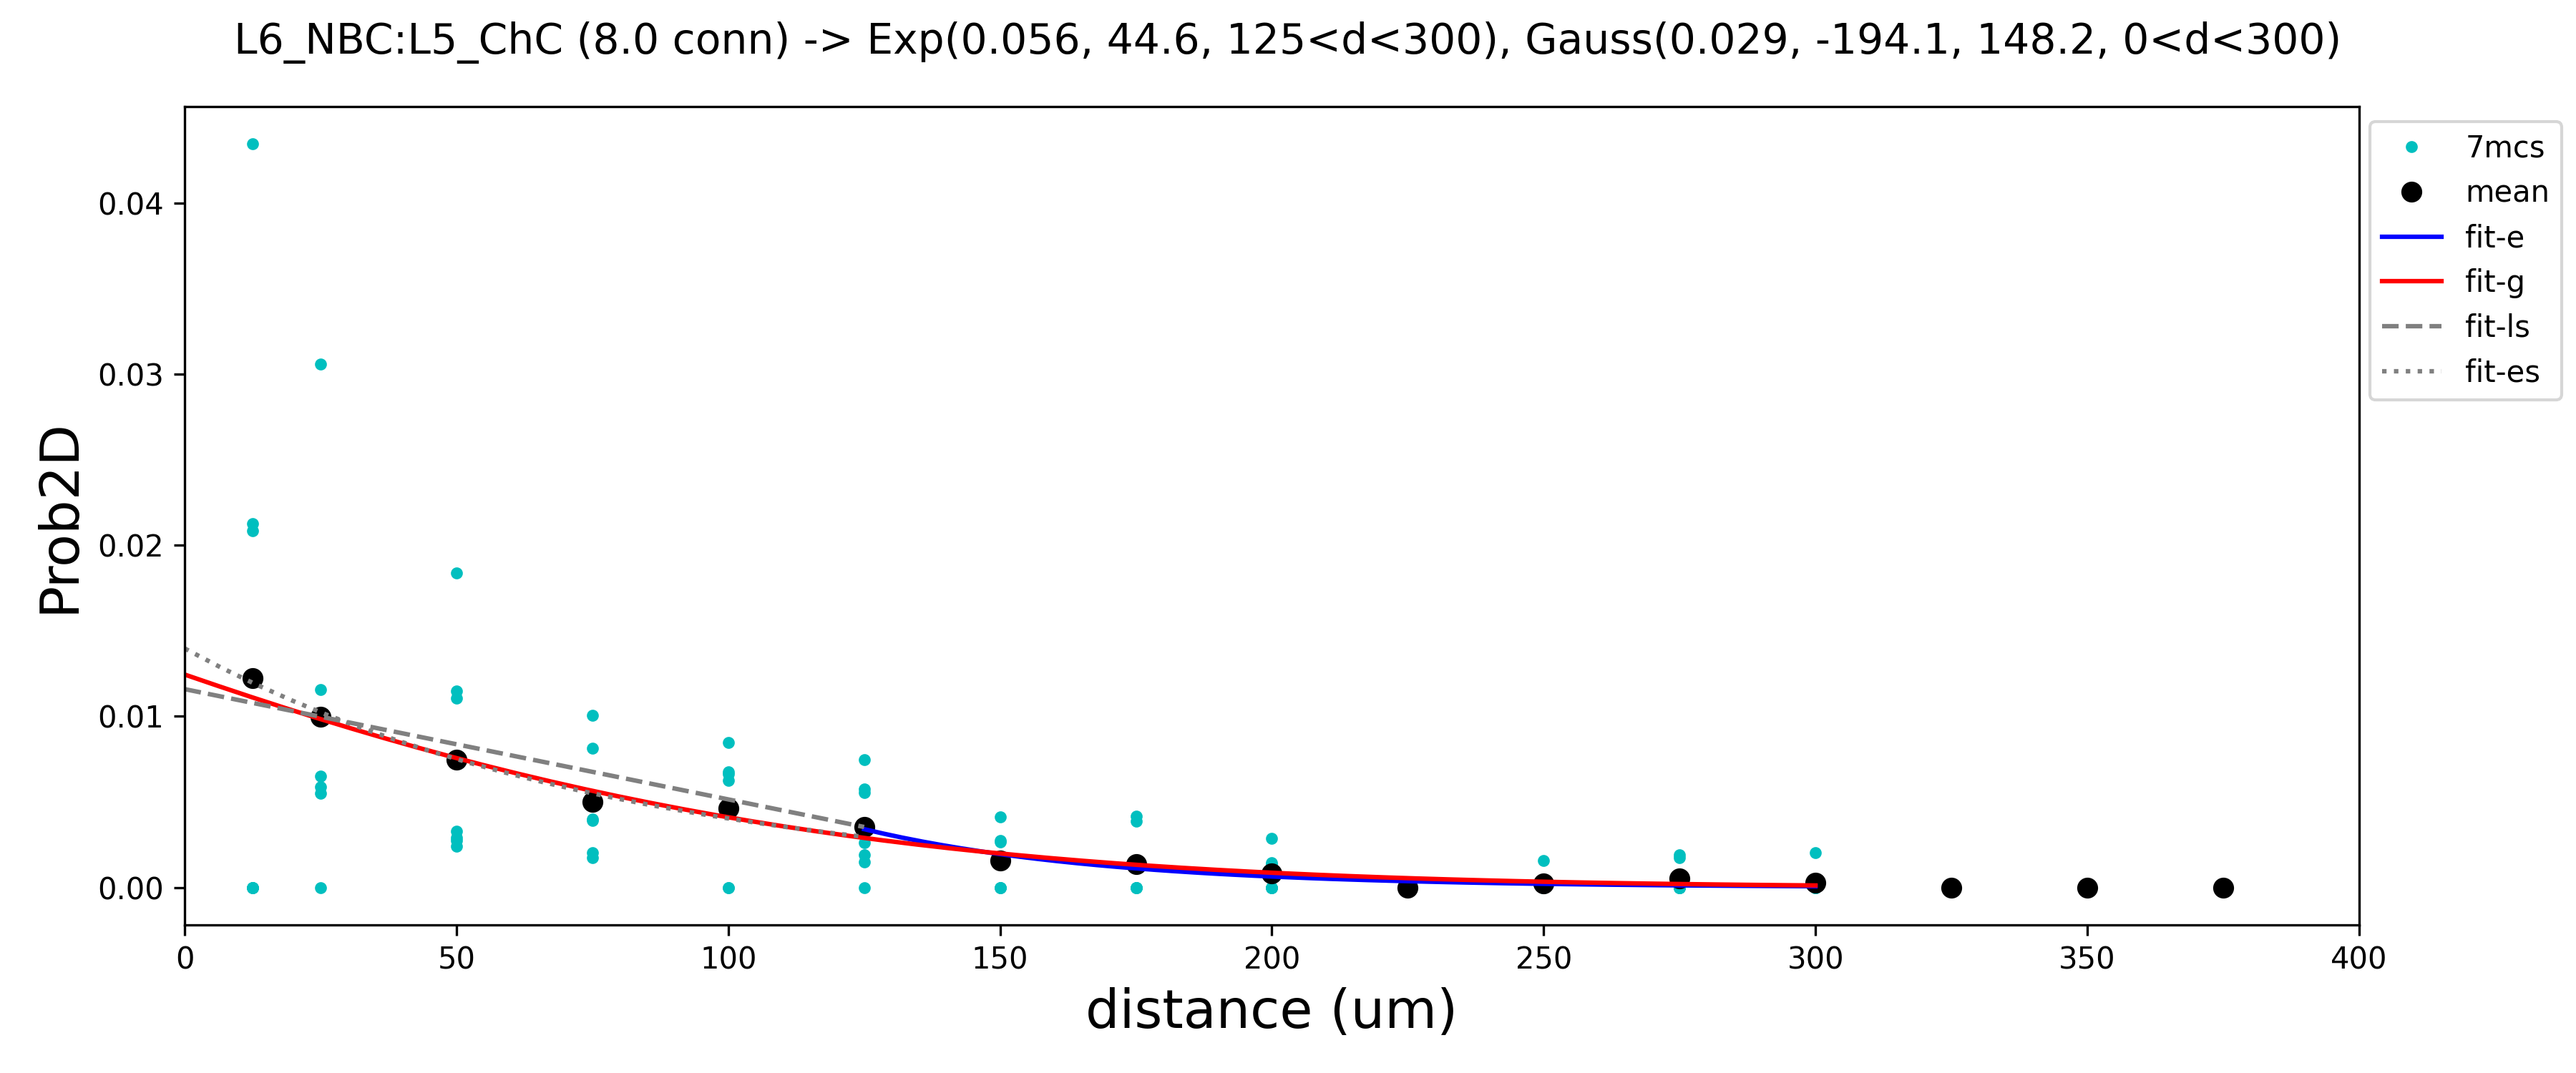 L6_NBC:L5_ChC (8.0 conn) -> Exp(0.056, 44.6, 125<d<300), Gauss(0.029, -194.1, 148.2, 0<d<300)
7mcs
mean
fit-e
fit-g
fit-ls
fit-es
Prob2D
0.04
0.03
0.02
0.01
0.00
0
50
100
150
200
250
300
350
400
distance (um)